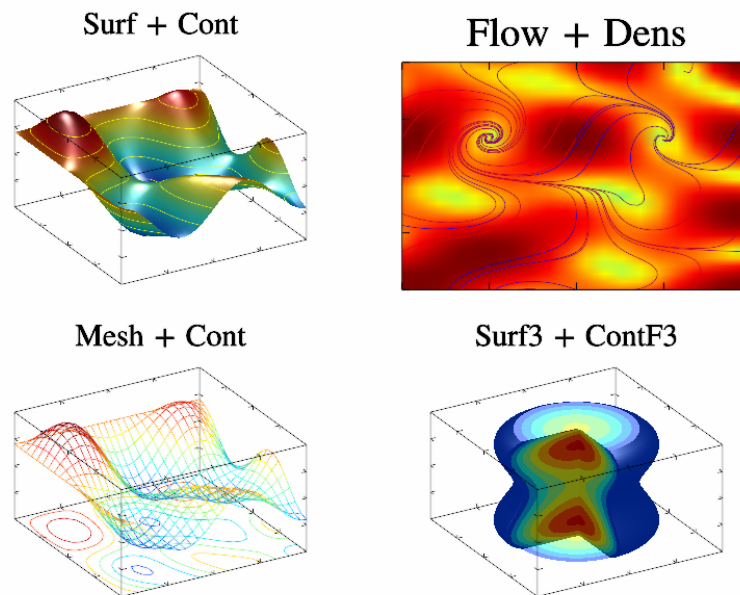 Surf + Cont
Flow + Dens
Mesh + Cont
Surf3 + ContF3